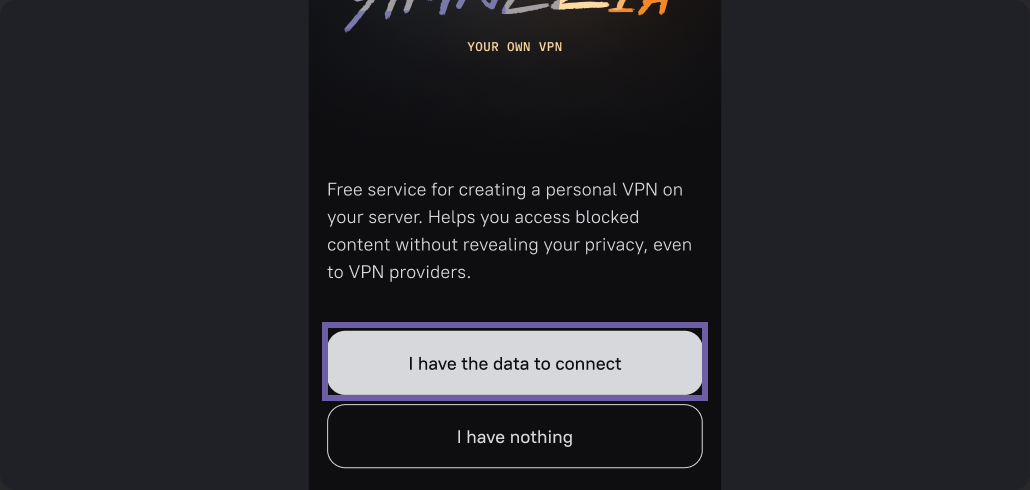 YOUR OWN VPN
Free service for creating a personal VPN on
your server. Helps you access blocked
content without revealing your privacy, even
to VPN providers.
I have the data to connect
I have nothing